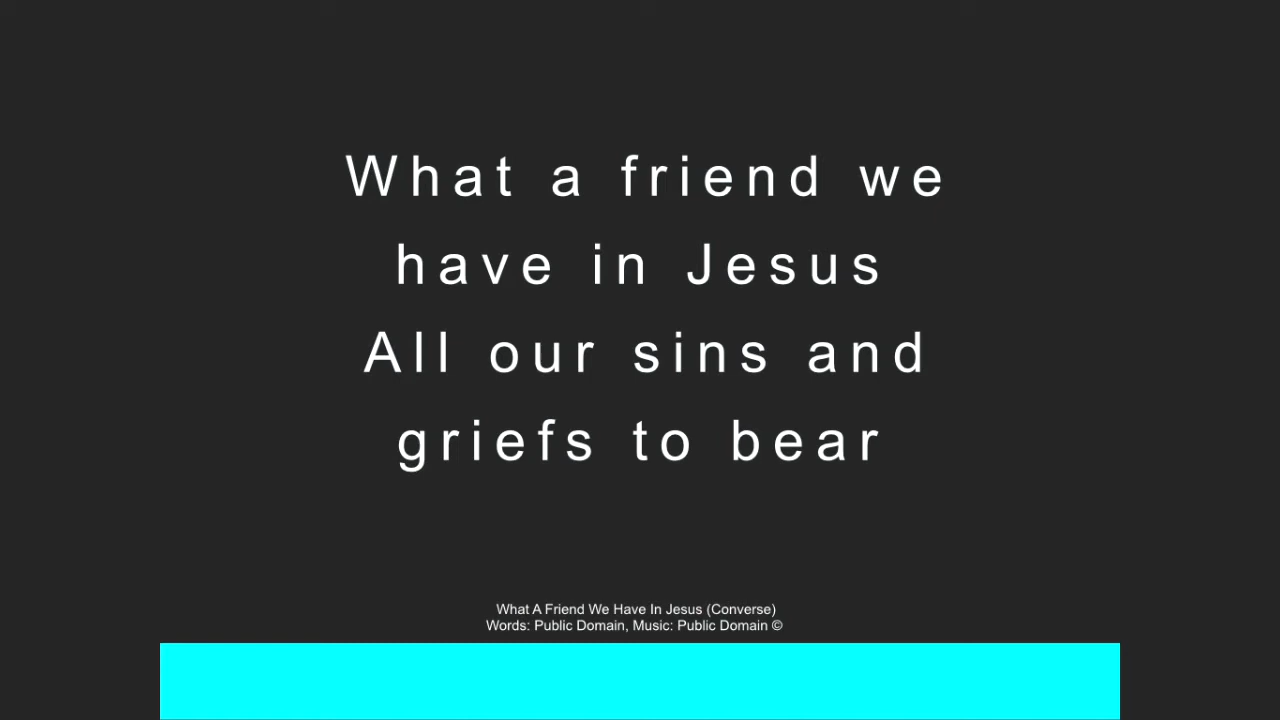 What a friend we
have in Jesus
All our sins and
griefs to bear
What A Friend We Have In Jesus (Converse)
Words: Public Domain, Music: Public Domain ©